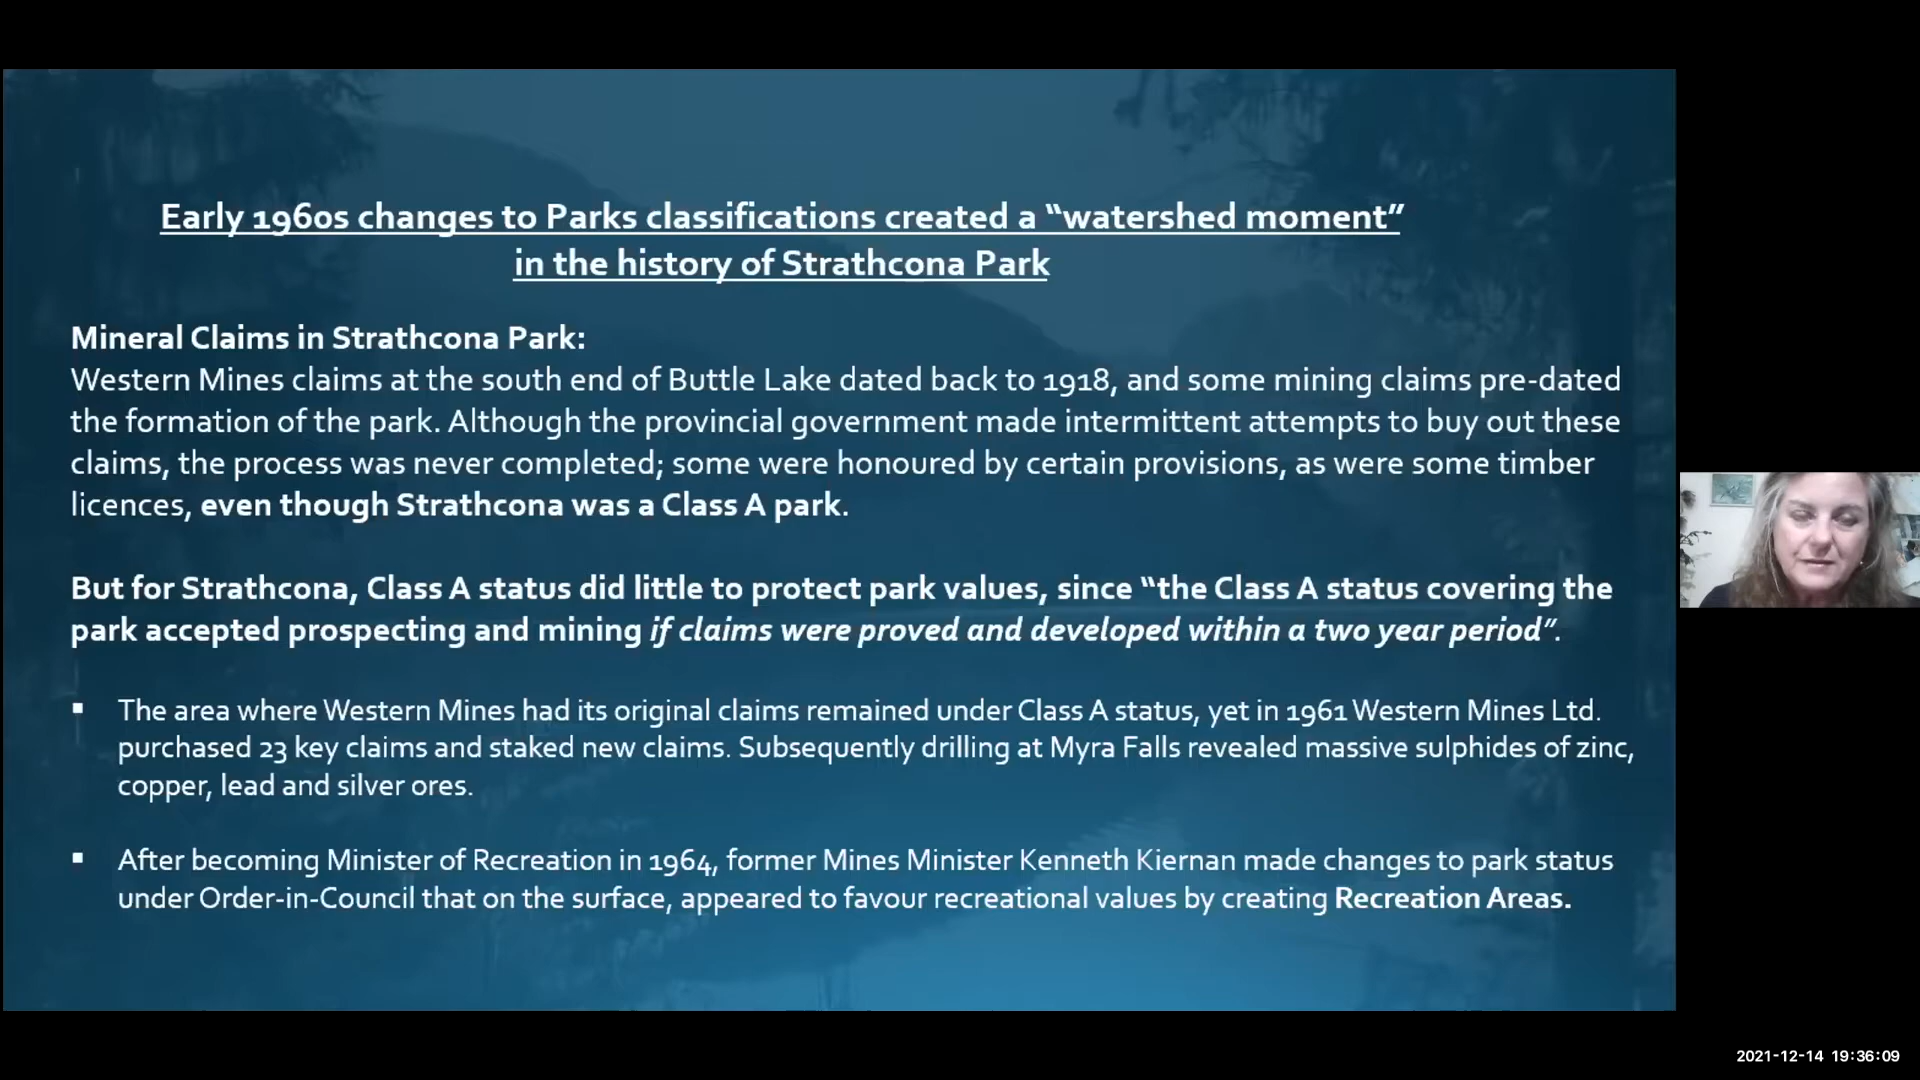 Early 1960s changes to Parks classifications created a “watershed moment”
in the history of Strathcona Park
Mineral Claims in Strathcona Park:
Western Mines claims at the south end of Buttle Lake dated back to 1918, and some mining claims pre-dated
the formation of the park. Although the provincial government made intermittent attempts to buy out these
claims, the process was never completed; some were honoured by certain provisions, as were some timber
licences, even though Strathcona was a Class A park.
But for Strathcona, Class A status did little to protect park values, since “the Class A status covering the
park accepted prospecting and mining if claims were proved and developed within a two year period”.
▪ The area where Western Mines had its original claims remained under Class A status, yet in 1961 Western Mines Ltd.
purchased 23 key claims and staked new claims. Subsequently drilling at Myra Falls revealed massive sulphides of zinc,
copper, lead and silver ores.
▪ After becoming Minister of Recreation in 1964, former Mines Minister Kenneth Kiernan made changes to park status
under Order-in-Council that on the surface, appeared to favour recreational values by creating Recreation Areas.
2021-12-14 19:36:09